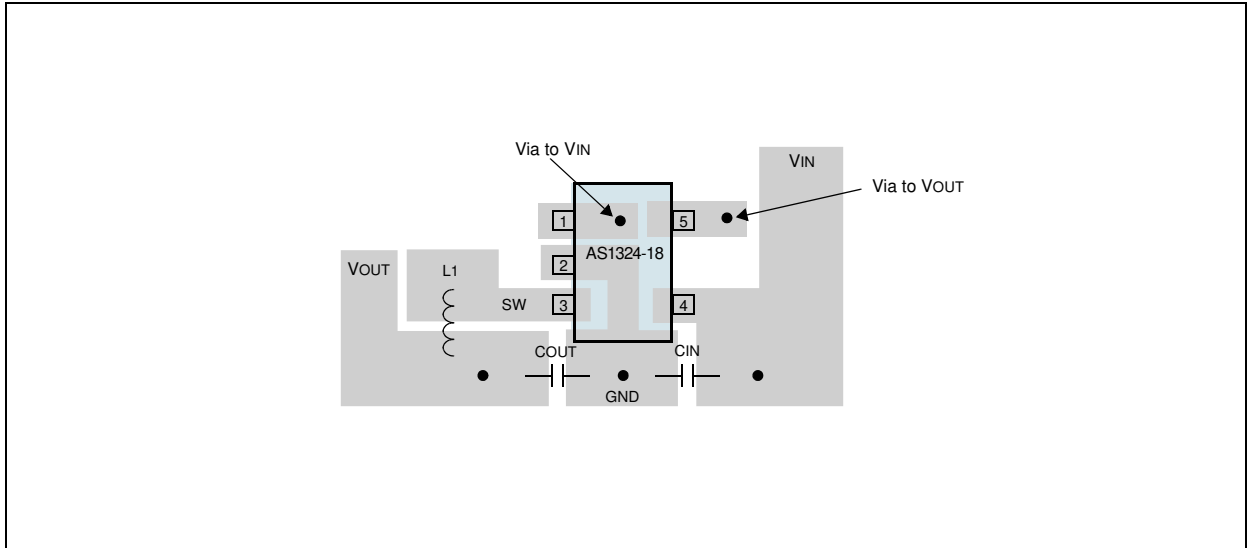 Via to VIN
VIN
Via to VOUT
1
5
AS1324-18
2
VOUT
L1
SW
3
4
COUT
CIN
GND